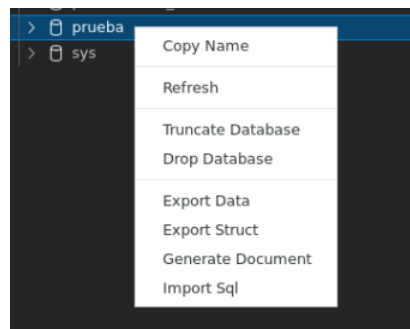 prueba
sys
Copy Name
Refresh
Truncate Database
Drop Database
Export Data
Export Struct
Generate Document
Import Sql